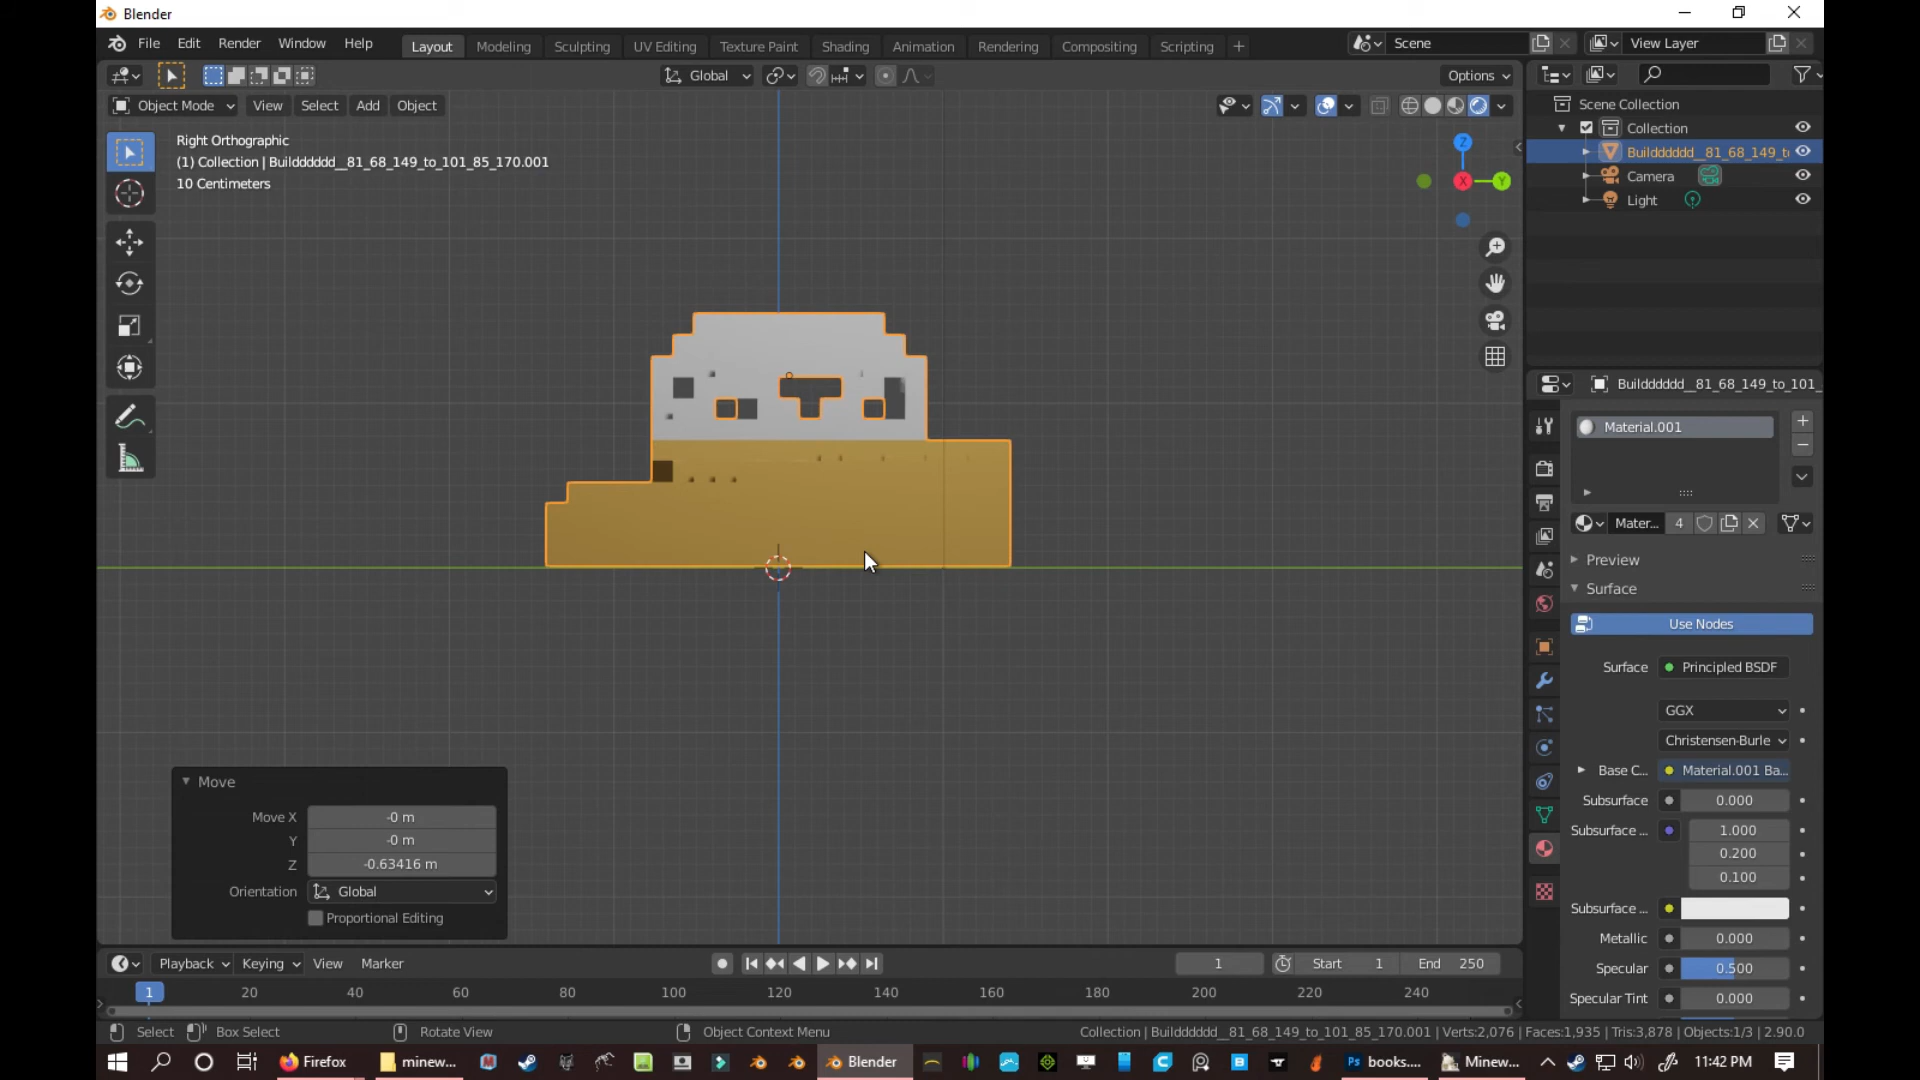 Blender
File Edit Render Window Help
Layout Modeling Sculpting UV Editing Texture Paint Shading Animation Rendering Compositing Scripting +
Scene
View Layer
Global
Options
Object Mode View Select Add Object
Right Orthographic
(1) Collection | Buildddddd__81_68_149_to_101_85_170.001
10 Centimeters
Z
X
Y
Scene Collection
Collection
Buildddddd__81_68_149_to
Camera
Light
Buildddddd__81_68_149_to_101_
Material.001
Mater... 4
Preview
Surface
Use Nodes
Surface Principled BSDF
GGX
Christensen-Burle
Base C... Material.001 Ba...
Subsurface 0.000
Subsurface ... 1.000
0.200
0.100
Subsurface ...
Metallic 0.000
Specular 0.500
Specular Tint 0.000
Move
Move X -0 m
Y -0 m
Z -0.63416 m
Orientation Global
Proportional Editing
Playback Keying View Marker
1 Start 1 End 250
1 20 40 60 80 100 120 140 160 180 200 220 240
Select Box Select Rotate View Object Context Menu
Collection | Buildddddd__81_68_149_to_101_85_170.001 | Verts:2,076 | Faces:1,935 | Tris:3,878 | Objects:1/3 | 2.90.0
Firefox minew... Blender books.... Minew... 11:42 PM